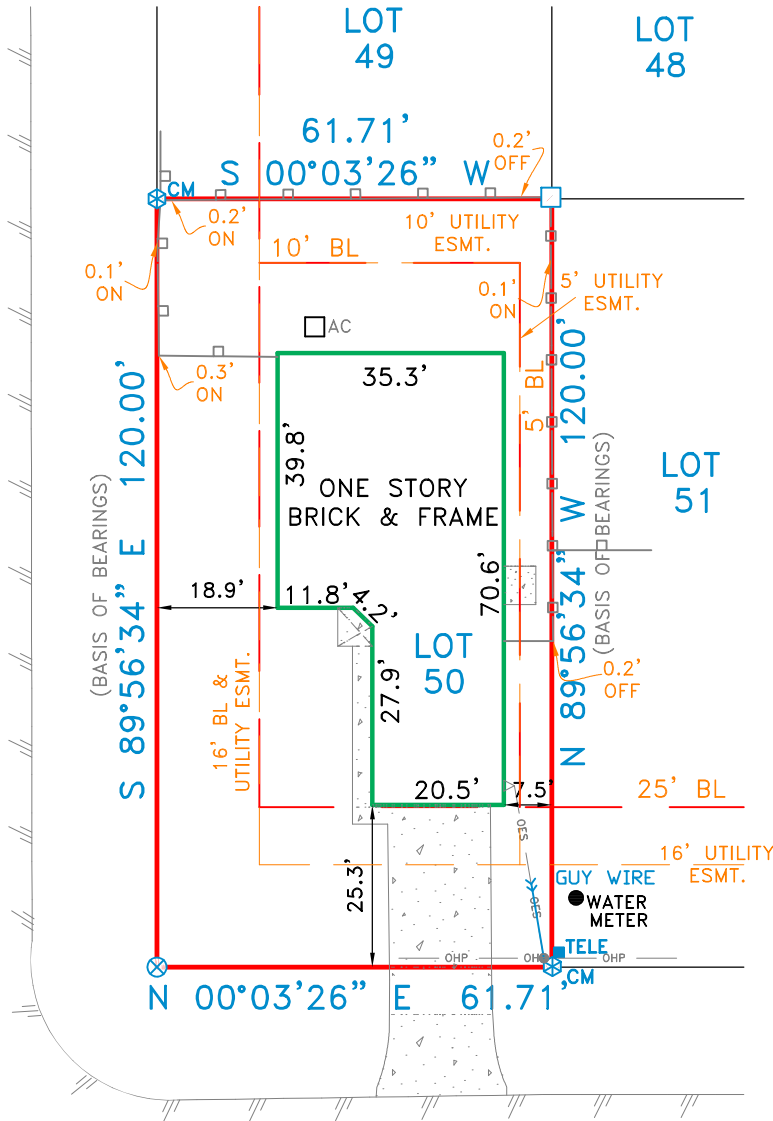 LOT
49
LOT
48
61.71'
S 00°03'26" W
0.2'
OFF
CM
0.2'
ON
10' UTILITY
ESMT.
10' BL
0.1'
ON
0.1'
ON
5' UTILITY
ESMT.
AC
0.3'
ON
35.3'
5' BL
39.8'
ONE STORY
BRICK & FRAME
S 89°56'34" E 120.00'
(BASIS OF BEARINGS)
N 89°56'34" W 120.00'
(BASIS OF BEARINGS)
LOT
51
18.9'
11.8'
4.2'
70.6'
LOT
50
27.9'
0.2'
OFF
16' BL &
UTILITY ESMT.
20.5'
7.5'
25' BL
OES
25.3'
16' UTILITY
ESMT.
GUY WIRE
OES
WATER
METER
TELE
OHP
OH
OHP
CM
N 00°03'26" E 61.71'